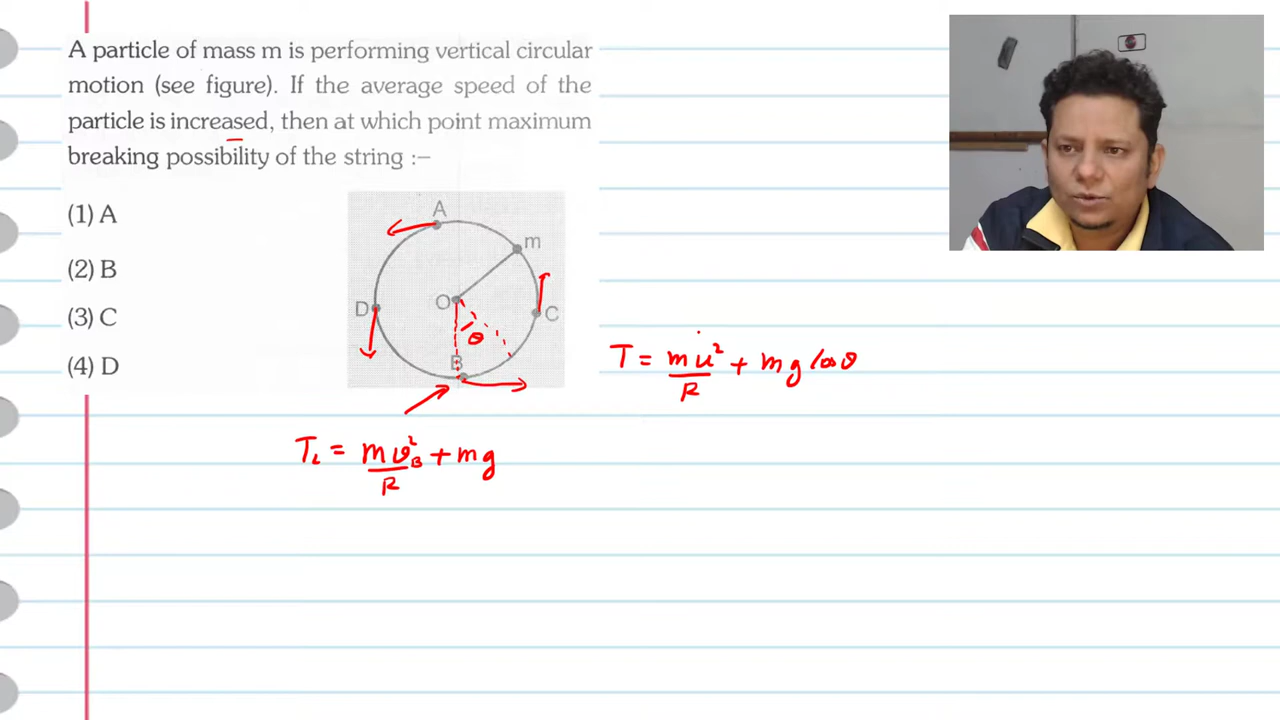 A particle of mass m is performing vertical circular
motion (see figure). If the average speed of the
particle is increased, then at which point maximum
breaking possibility of the string :–
(1) A
(2) B
(3) C
(4) D
A
m
D
O
C
θ
B
T = mu²/R + mg cosθ
T_L = mv_B²/R + mg